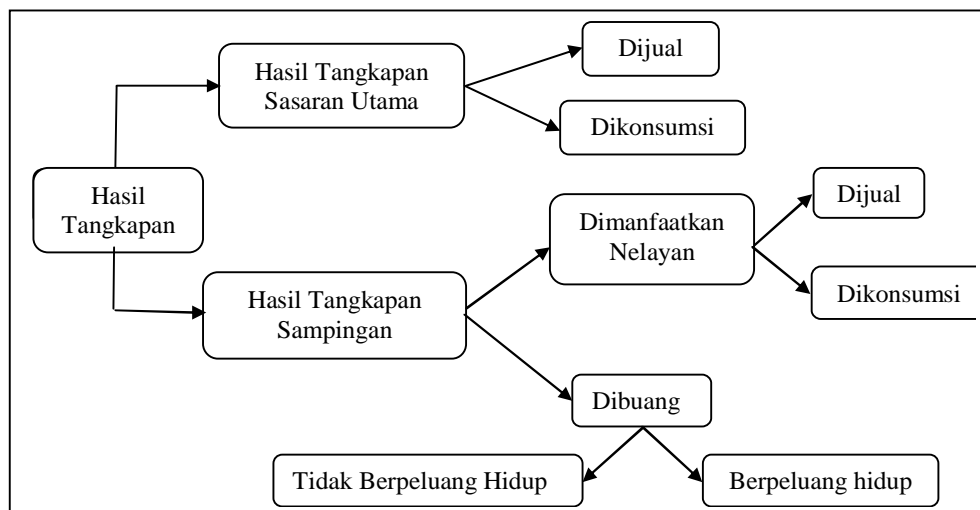 Hasil
Tangkapan
Hasil Tangkapan
Sasaran Utama
Dijual
Dikonsumsi
Hasil Tangkapan
Sampingan
Dimanfaatkan
Nelayan
Dijual
Dikonsumsi
Dibuang
Tidak Berpeluang Hidup
Berpeluang hidup